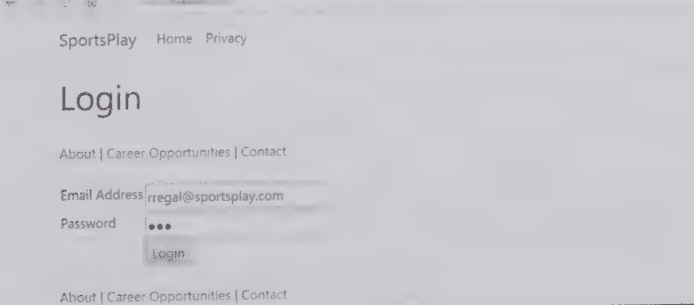 SportsPlay Home Privacy
Login
About | Career Opportunities | Contact
Email Address rregal@sportsplay.com
Password •••
Login
About | Career Opportunities | Contact